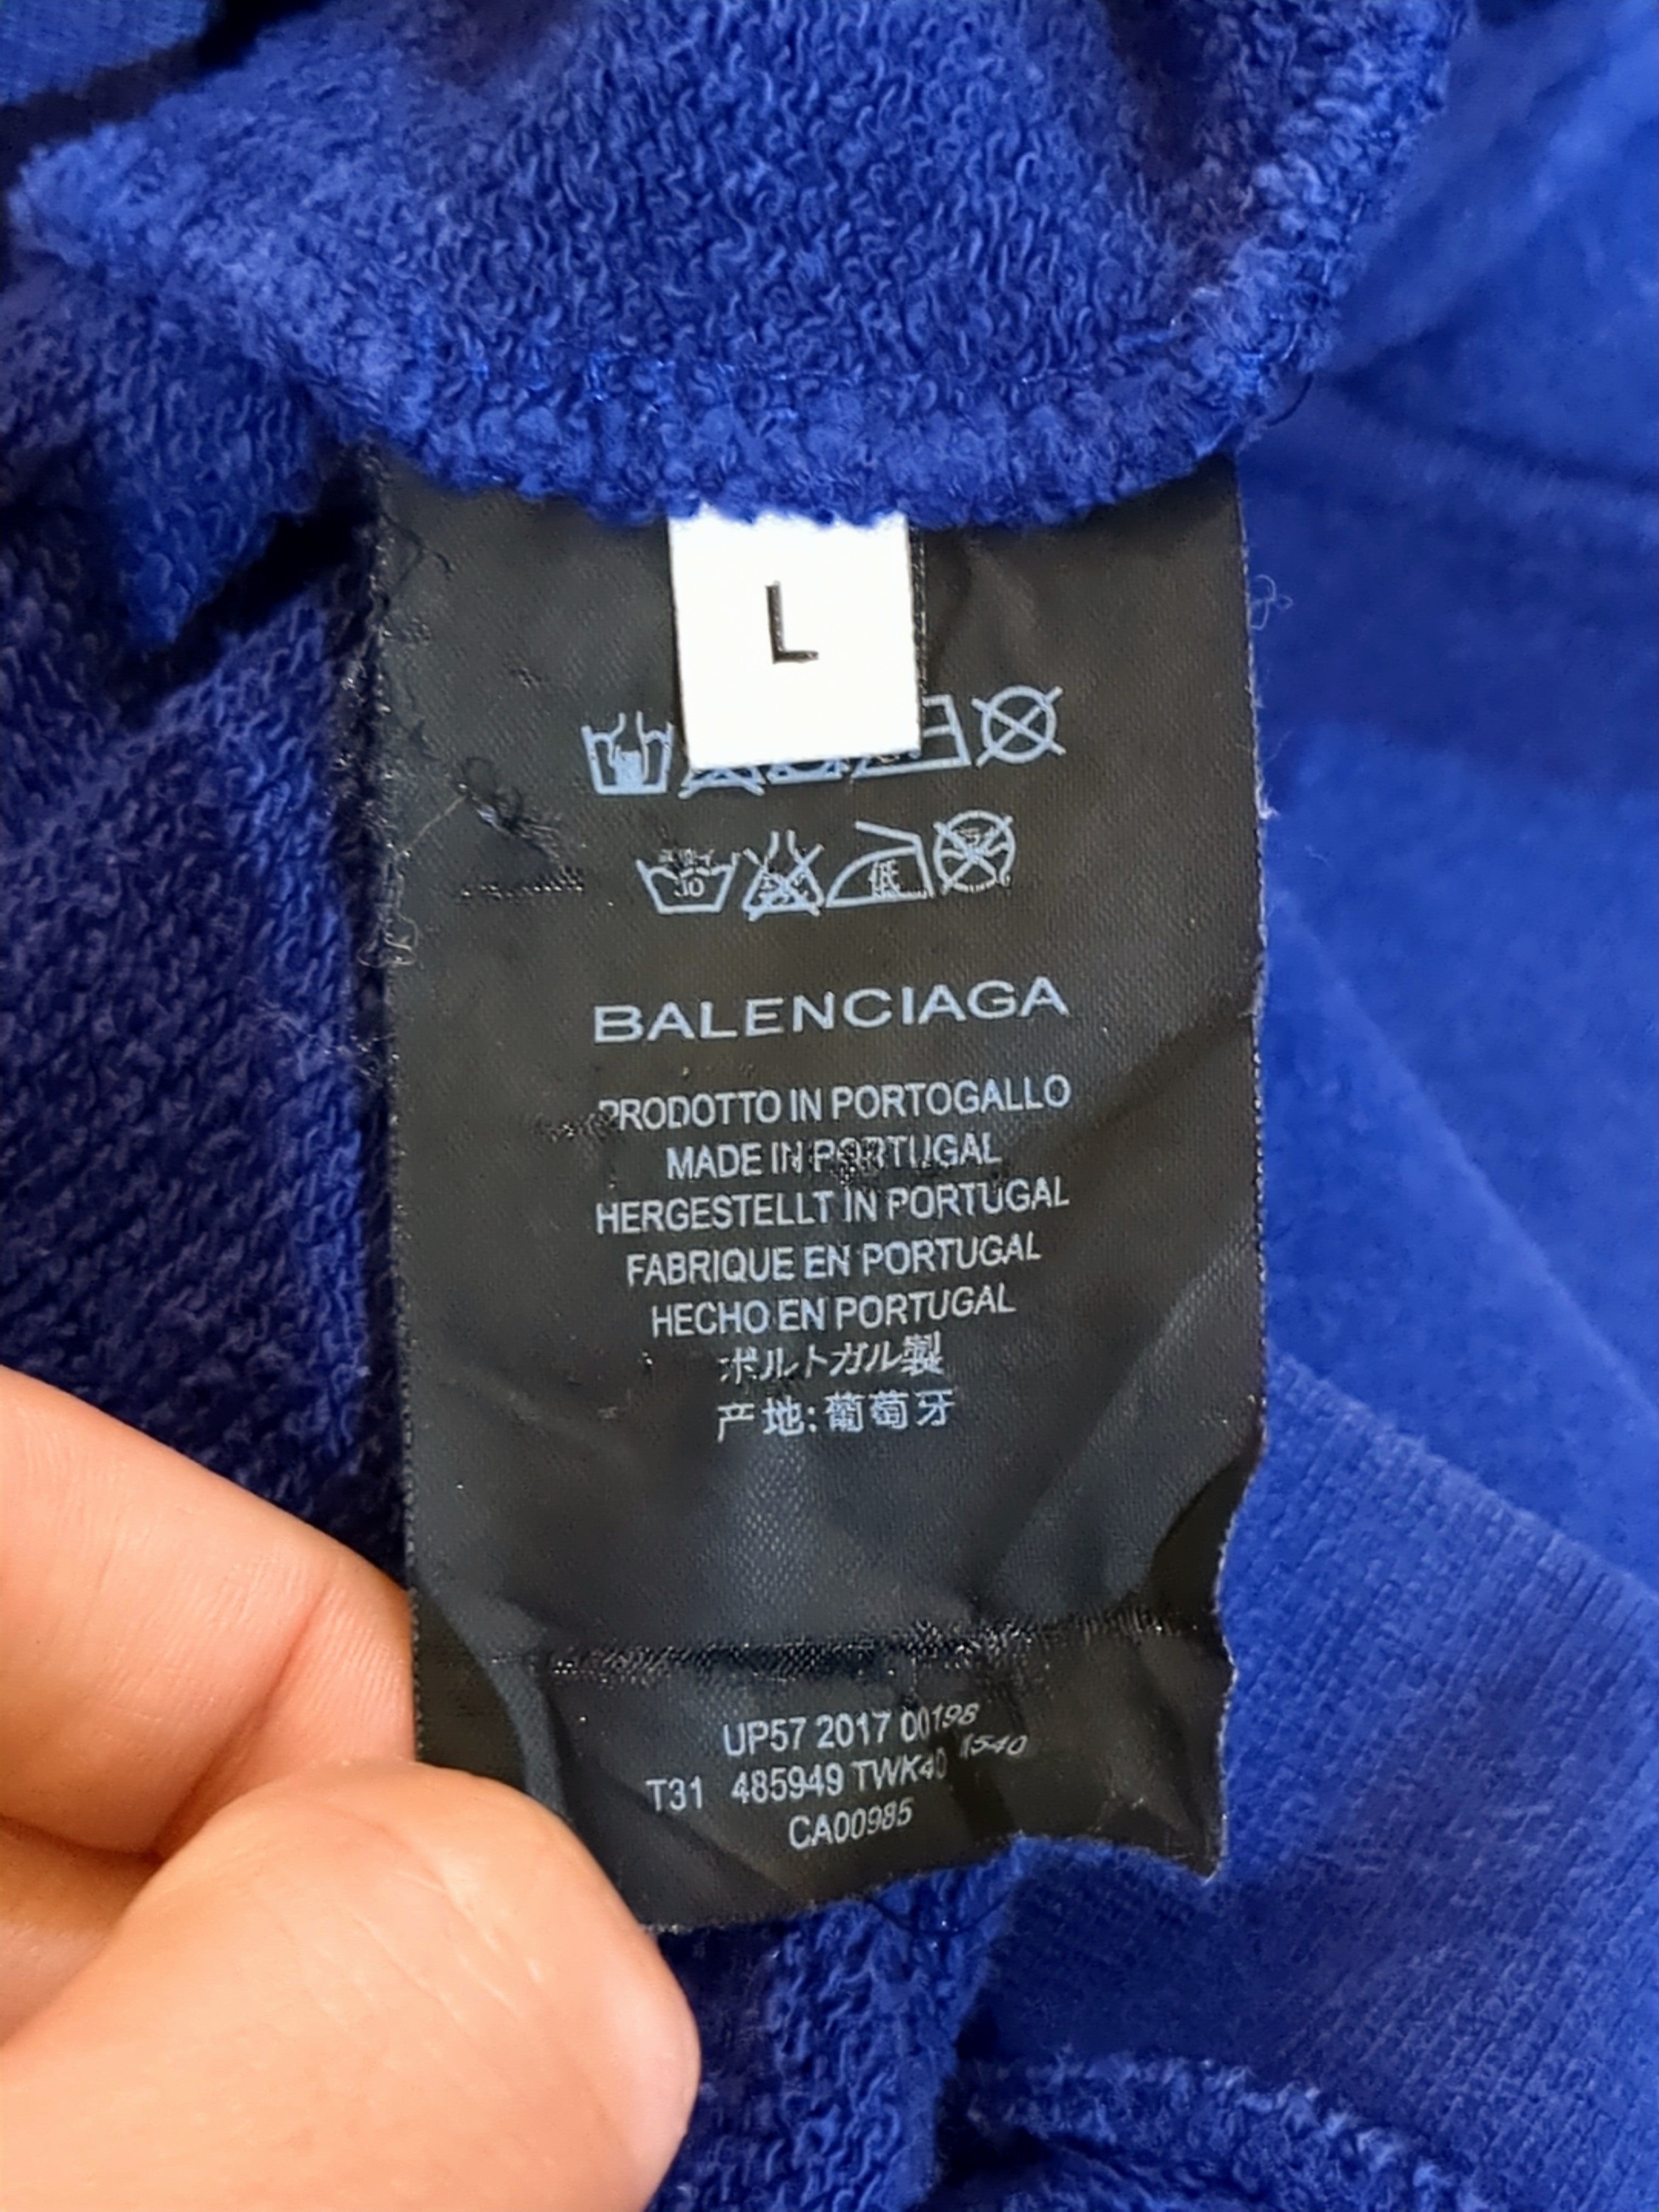 L
BALENCIAGA
PRODOTTO IN PORTOGALLO
MADE IN PORTUGAL
HERGESTELLT IN PORTUGAL
FABRIQUE EN PORTUGAL
HECHO EN PORTUGAL
ポルトガル製
产地:葡萄牙
UP57 2017 00198
T31 485949 TWK40 1540
CA00985